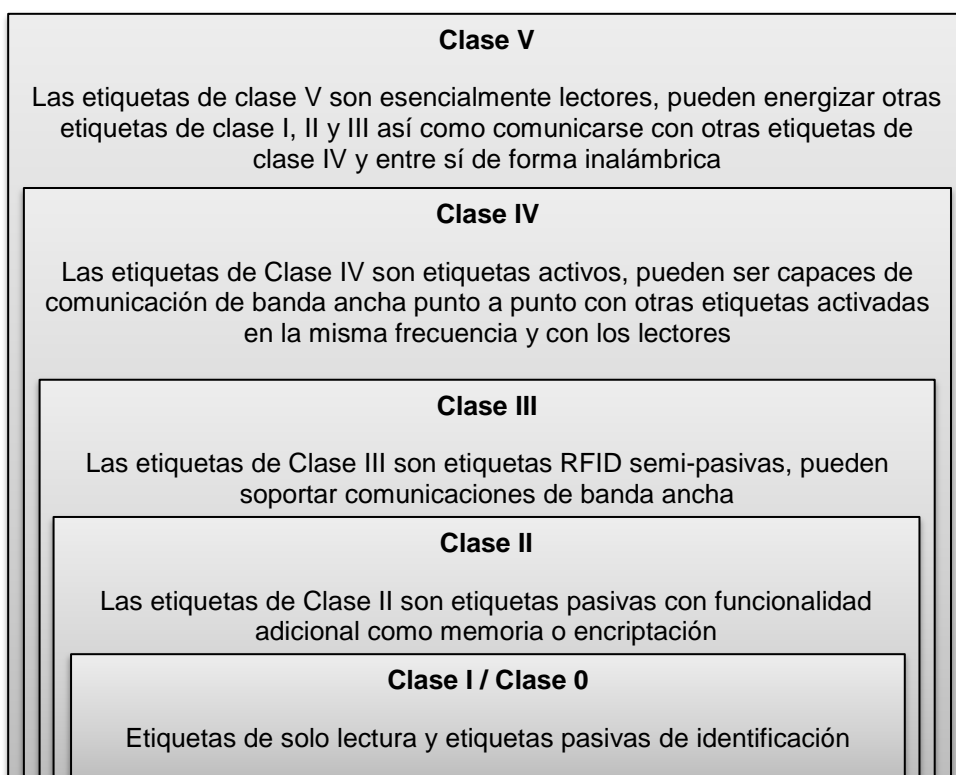 Clase V
Las etiquetas de clase V son esencialmente lectores, pueden energizar otras
etiquetas de clase I, II y III así como comunicarse con otras etiquetas de
clase IV y entre sí de forma inalámbrica
Clase IV
Las etiquetas de Clase IV son etiquetas activos, pueden ser capaces de
comunicación de banda ancha punto a punto con otras etiquetas activadas
en la misma frecuencia y con los lectores
Clase III
Las etiquetas de Clase III son etiquetas RFID semi-pasivas, pueden
soportar comunicaciones de banda ancha
Clase II
Las etiquetas de Clase II son etiquetas pasivas con funcionalidad
adicional como memoria o encriptación
Clase I / Clase 0
Etiquetas de solo lectura y etiquetas pasivas de identificación